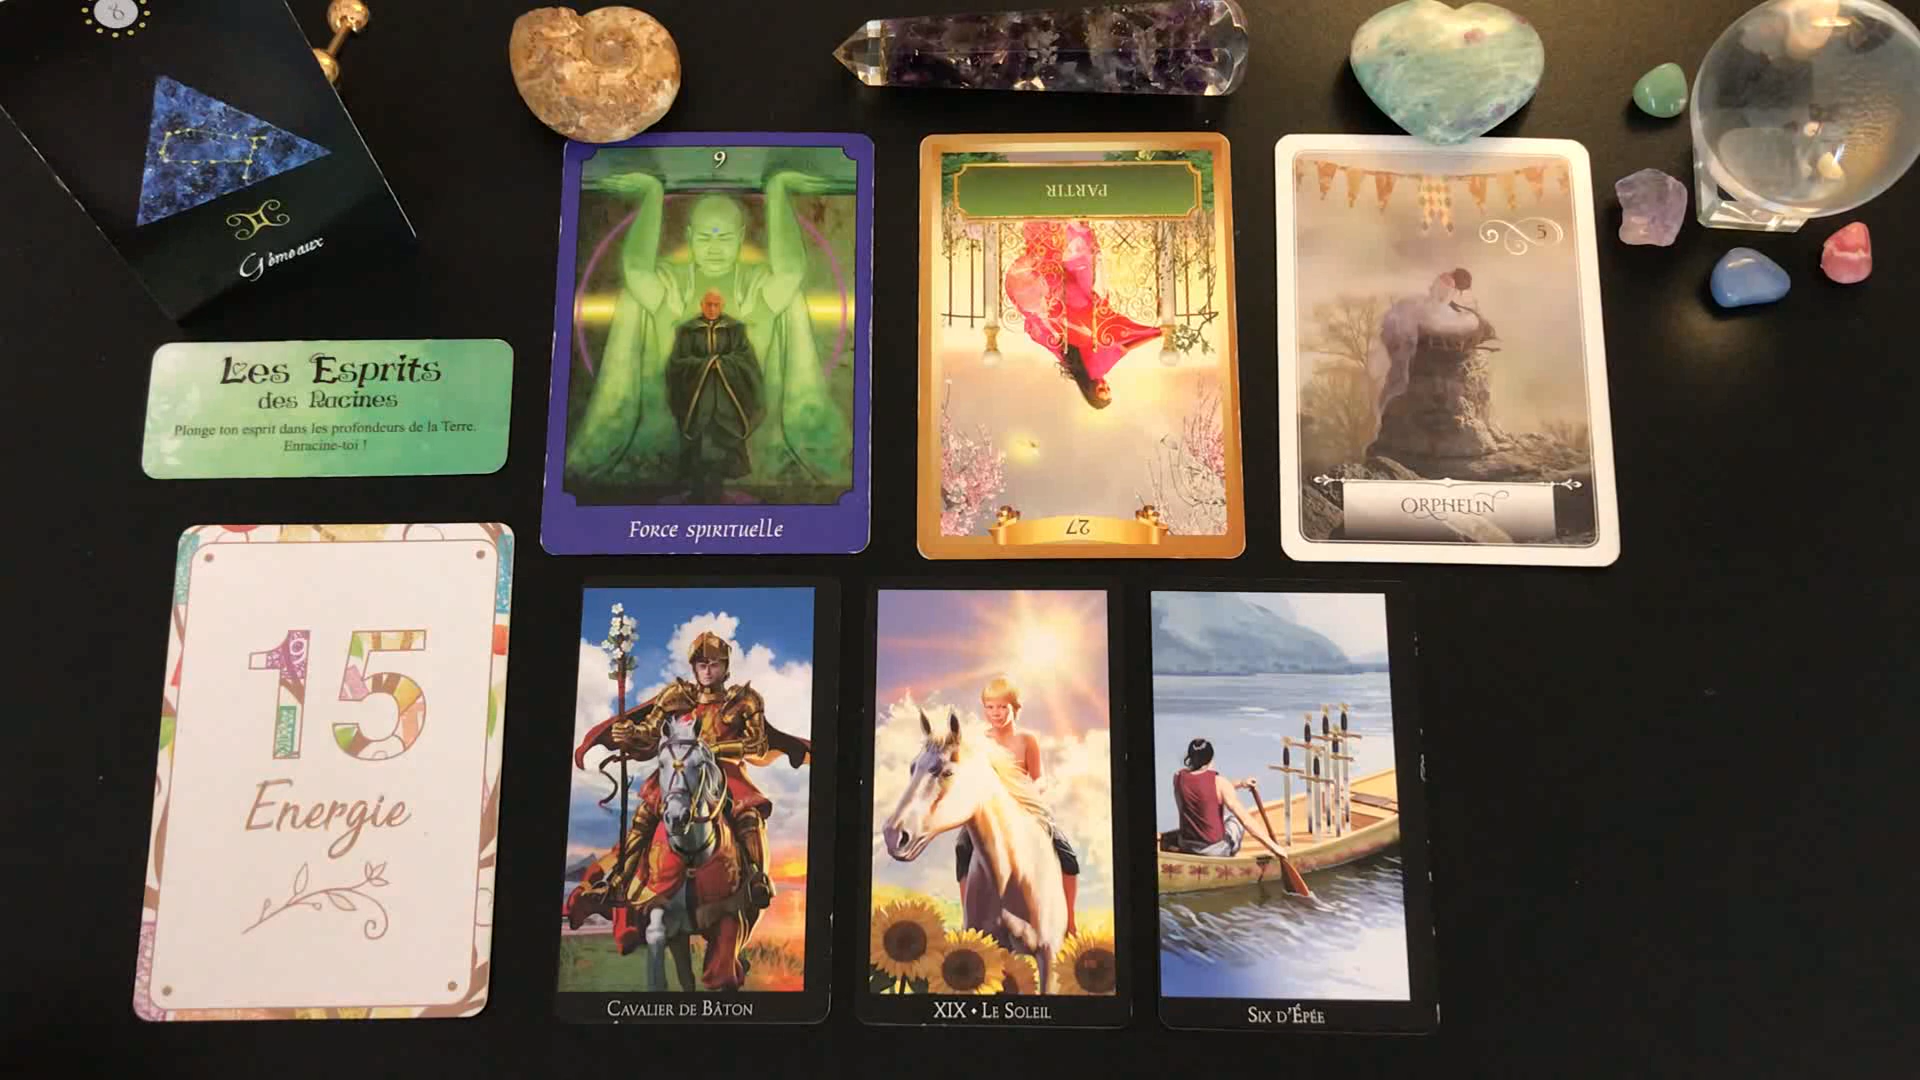 8
Gémeaux
Les Esprits
des Racines
Plonge ton esprit dans les profondeurs de la Terre.
Enracine-toi !
9
Force spirituelle
PARTIR
27
5
ORPHELIN
15
Energie
CAVALIER DE BÂTON
XIX • LE SOLEIL
SIX D'ÉPÉE